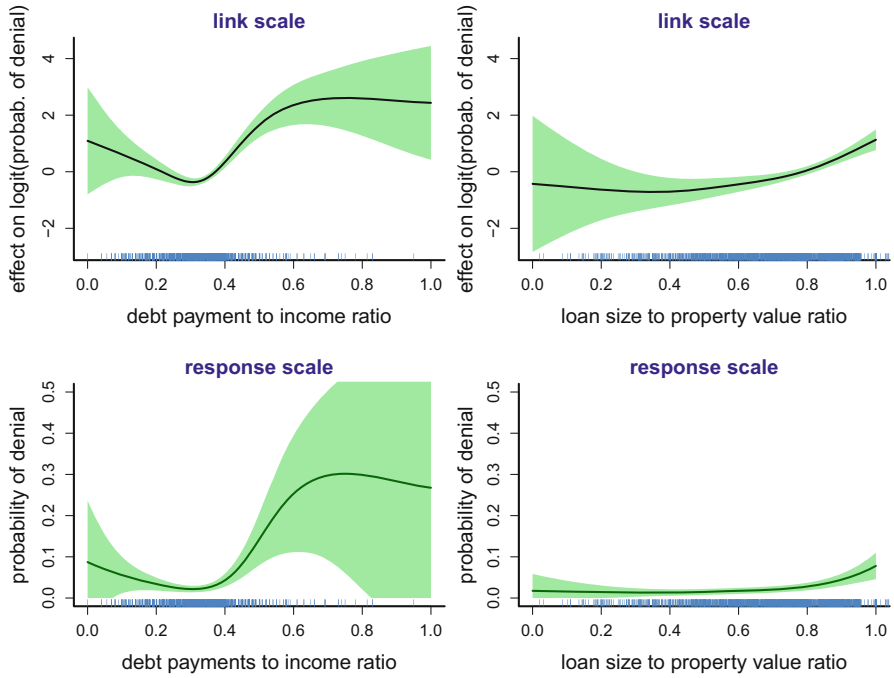 link scale
effect on logit(probab. of denial)
4
2
0
−2
0.0 0.2 0.4 0.6 0.8 1.0
debt payment to income ratio
link scale
effect on logit(probab. of denial)
4
2
0
−2
0.0 0.2 0.4 0.6 0.8 1.0
loan size to property value ratio
response scale
probability of denial
0.5
0.4
0.3
0.2
0.1
0.0
0.0 0.2 0.4 0.6 0.8 1.0
debt payments to income ratio
response scale
probability of denial
0.5
0.4
0.3
0.2
0.1
0.0
0.0 0.2 0.4 0.6 0.8 1.0
loan size to property value ratio